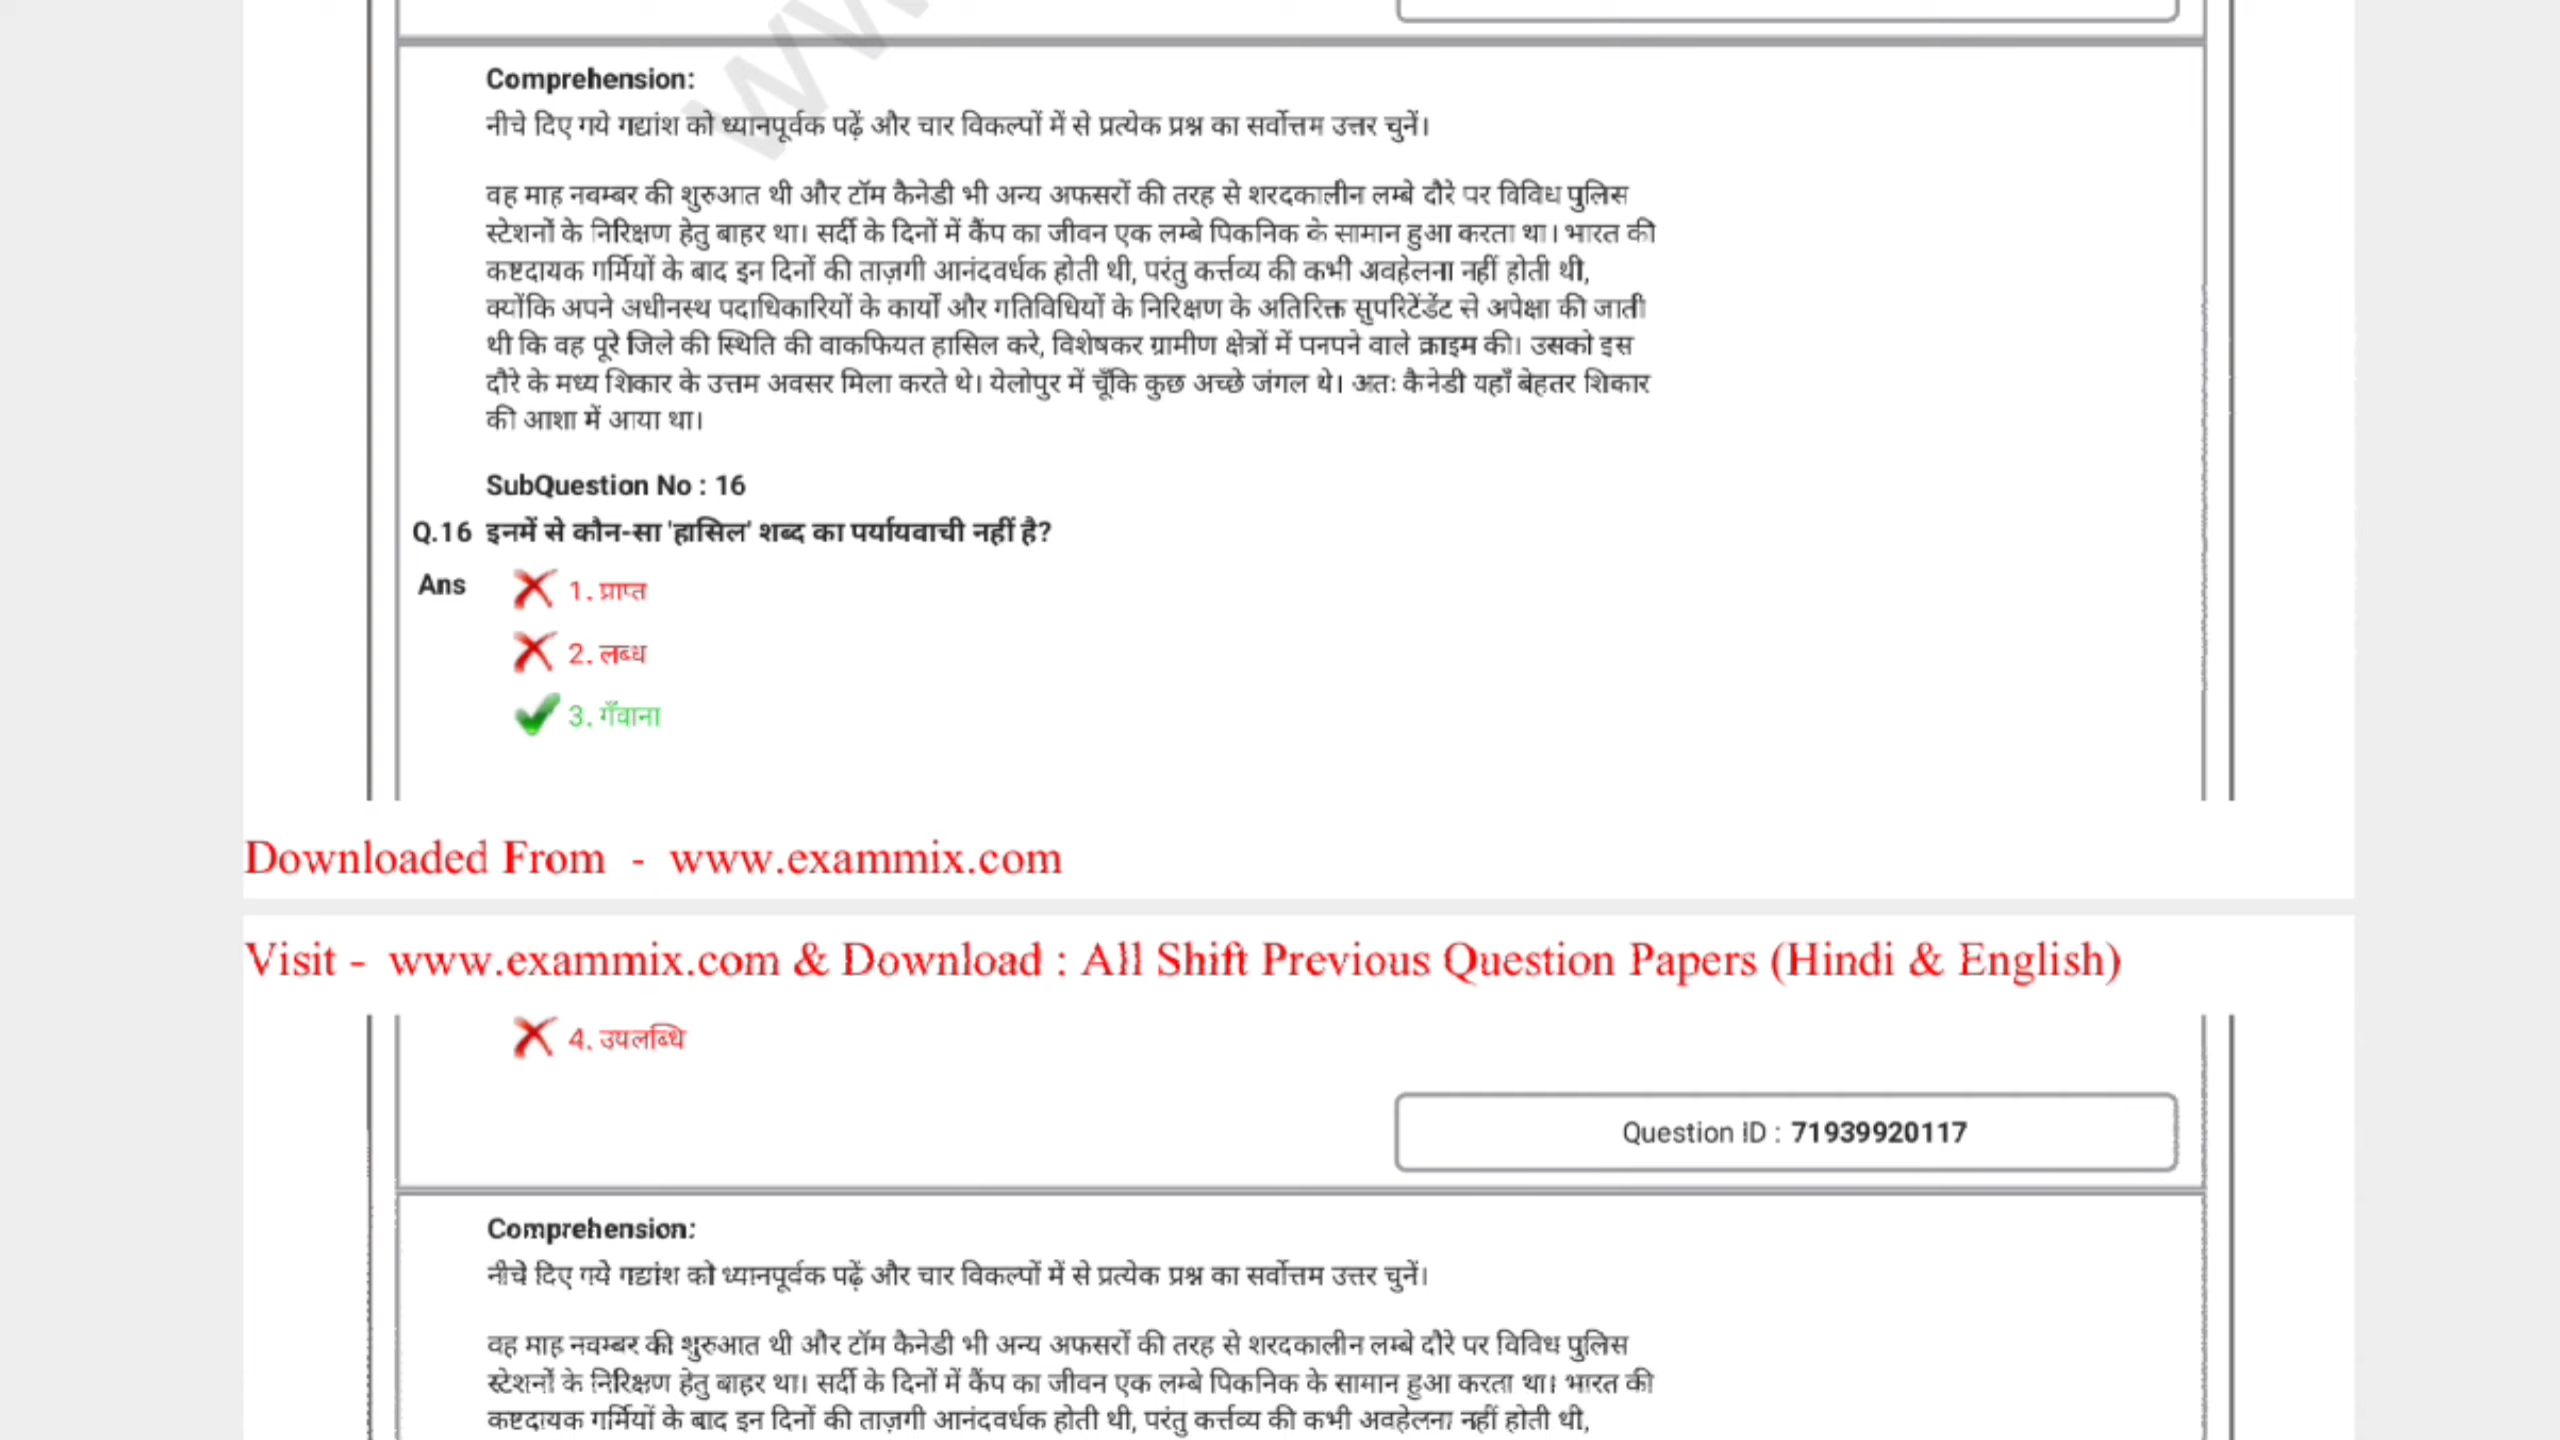 Comprehension:
नीचे दिए गये गद्यांश को ध्यानपूर्वक पढ़ें और चार विकल्पों में से प्रत्येक प्रश्न का सर्वोत्तम उत्तर चुनें।
वह माह नवम्बर की शुरुआत थी और टॉम कैनेडी भी अन्य अफसरों की तरह से शरदकालीन लम्बे दौरे पर विविध पुलिस
स्टेशनों के निरिक्षण हेतु बाहर था। सर्दी के दिनों में कैंप का जीवन एक लम्बे पिकनिक के सामान हुआ करता था। भारत की
कष्टदायक गर्मियों के बाद इन दिनों की ताज़गी आनंदवर्धक होती थी, परंतु कर्त्तव्य की कभी अवहेलना नहीं होती थी,
क्योंकि अपने अधीनस्थ पदाधिकारियों के कार्यों और गतिविधियों के निरिक्षण के अतिरिक्त सुपरिटेंडेंट से अपेक्षा की जाती
थी कि वह पूरे जिले की स्थिति की वाकफियत हासिल करे, विशेषकर ग्रामीण क्षेत्रों में पनपने वाले क्राइम की। उसको इस
दौरे के मध्य शिकार के उत्तम अवसर मिला करते थे। येलोपुर में चूँकि कुछ अच्छे जंगल थे। अतः कैनेडी यहाँ बेहतर शिकार
की आशा में आया था।
SubQuestion No : 16
Q.16 इनमें से कौन-सा 'हासिल' शब्द का पर्यायवाची नहीं है?
Ans 1. प्राप्त
2. लब्ध
3. गँवाना
Downloaded From - www.exammix.com
Visit - www.exammix.com & Download : All Shift Previous Question Papers (Hindi & English)
4. उपलब्धि
Question ID : 71939920117
Comprehension:
नीचे दिए गये गद्यांश को ध्यानपूर्वक पढ़ें और चार विकल्पों में से प्रत्येक प्रश्न का सर्वोत्तम उत्तर चुनें।
वह माह नवम्बर की शुरुआत थी और टॉम कैनेडी भी अन्य अफसरों की तरह से शरदकालीन लम्बे दौरे पर विविध पुलिस
स्टेशनों के निरिक्षण हेतु बाहर था। सर्दी के दिनों में कैंप का जीवन एक लम्बे पिकनिक के सामान हुआ करता था। भारत की
कष्टदायक गर्मियों के बाद इन दिनों की ताज़गी आनंदवर्धक होती थी, परंतु कर्त्तव्य की कभी अवहेलना नहीं होती थी,